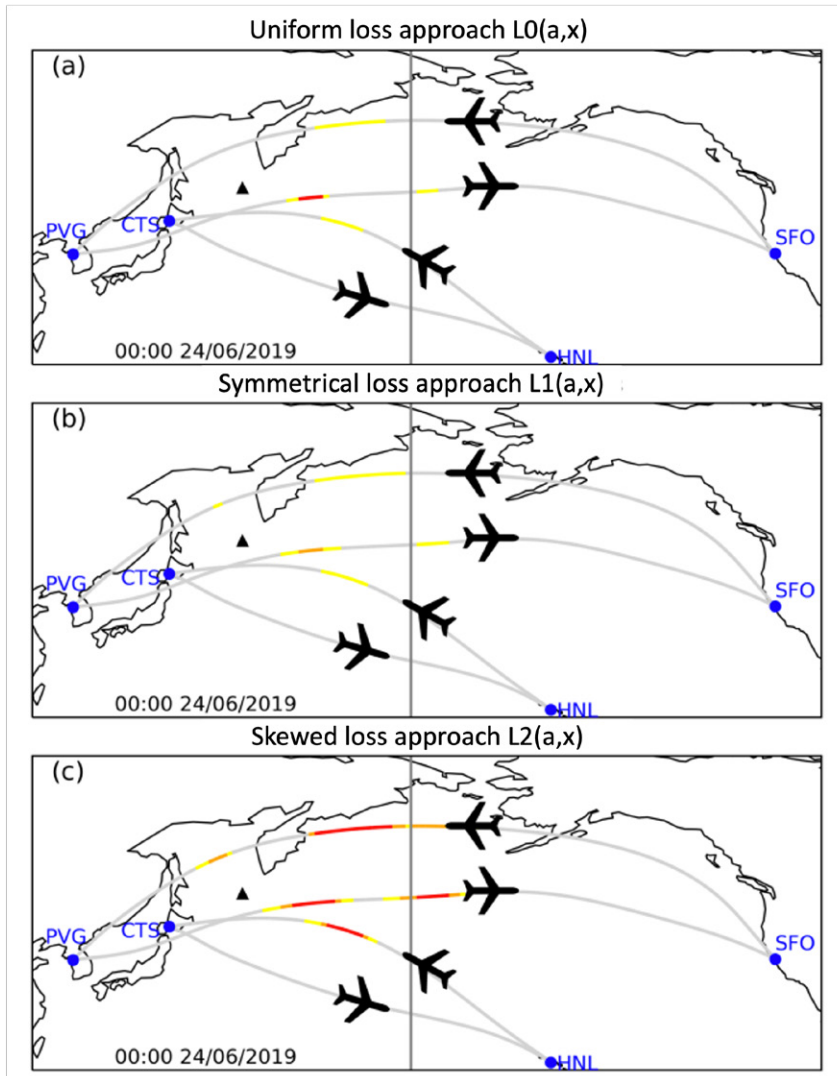 Uniform loss approach L0(a,x)
(a)
PVG
CTS
SFO
HNL
00:00 24/06/2019
Symmetrical loss approach L1(a,x)
(b)
PVG
CTS
SFO
HNL
00:00 24/06/2019
Skewed loss approach L2(a,x)
(c)
PVG
CTS
SFO
HNL
00:00 24/06/2019